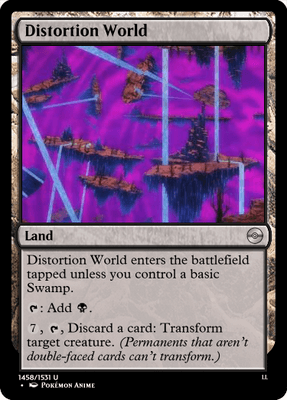 Distortion World
Land
Distortion World enters the battlefield
tapped unless you control a basic
Swamp.
: Add .
7 , , Discard a card: Transform
target creature. (Permanents that aren't
double-faced cards can't transform.)
1458/1531 U
LL
• Pokémon Anime